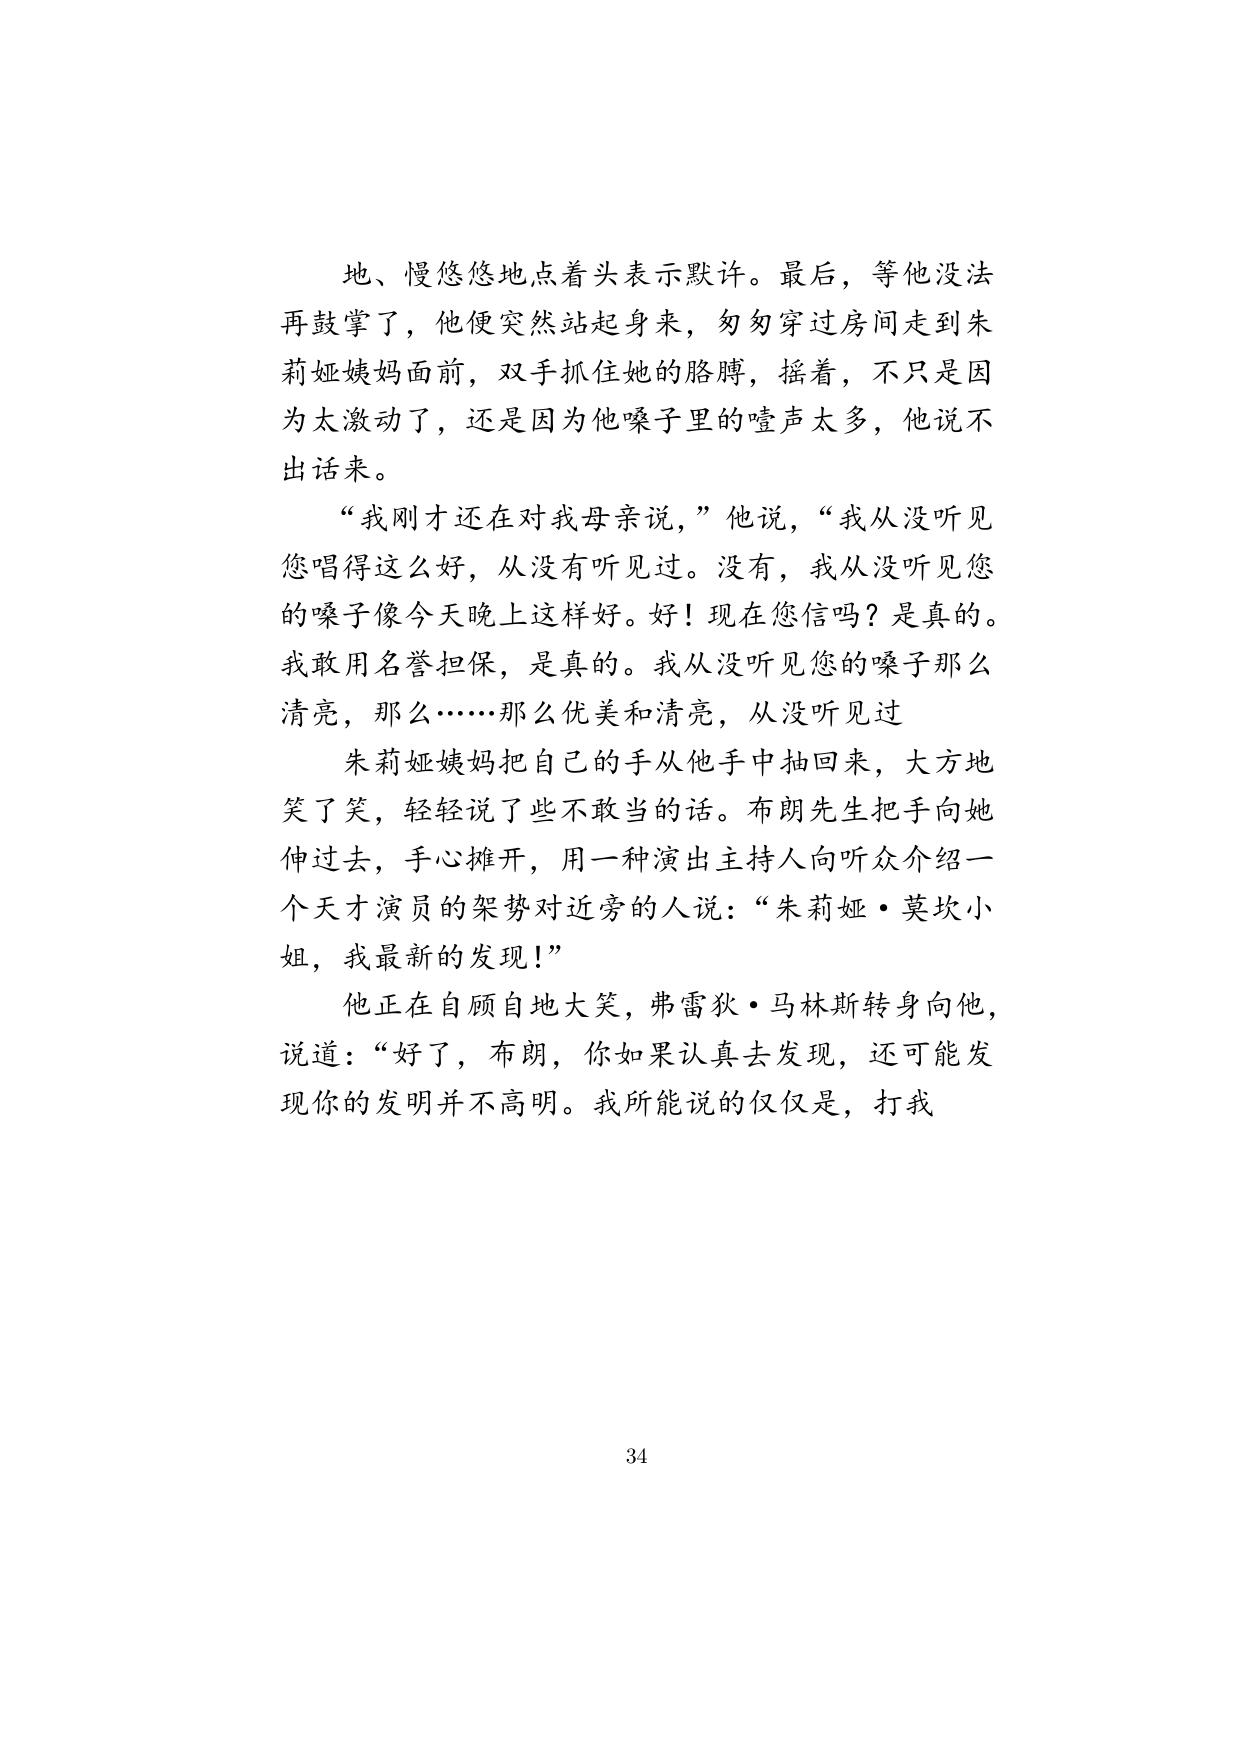 地、慢悠悠地点着头表示默许。最后，等他没法
再鼓掌了，他便突然站起身来，匆匆穿过房间走到朱
莉娅姨妈面前，双手抓住她的胳膊，摇着，不只是因
为太激动了，还是因为他嗓子里的噎声太多，他说不
出话来。
“我刚才还在对我母亲说，”他说，“我从没听见
您唱得这么好，从没有听见过。没有，我从没听见您
的嗓子像今天晚上这样好。好！现在您信吗？是真的。
我敢用名誉担保，是真的。我从没听见您的嗓子那么
清亮，那么……那么优美和清亮，从没听见过
朱莉娅姨妈把自己的手从他手中抽回来，大方地
笑了笑，轻轻说了些不敢当的话。布朗先生把手向她
伸过去，手心摊开，用一种演出主持人向听众介绍一
个天才演员的架势对近旁的人说：“朱莉娅·莫坎小
姐，我最新的发现！”
他正在自顾自地大笑，弗雷狄·马林斯转身向他，
说道：“好了，布朗，你如果认真去发现，还可能发
现你的发明并不高明。我所能说的仅仅是，打我
34